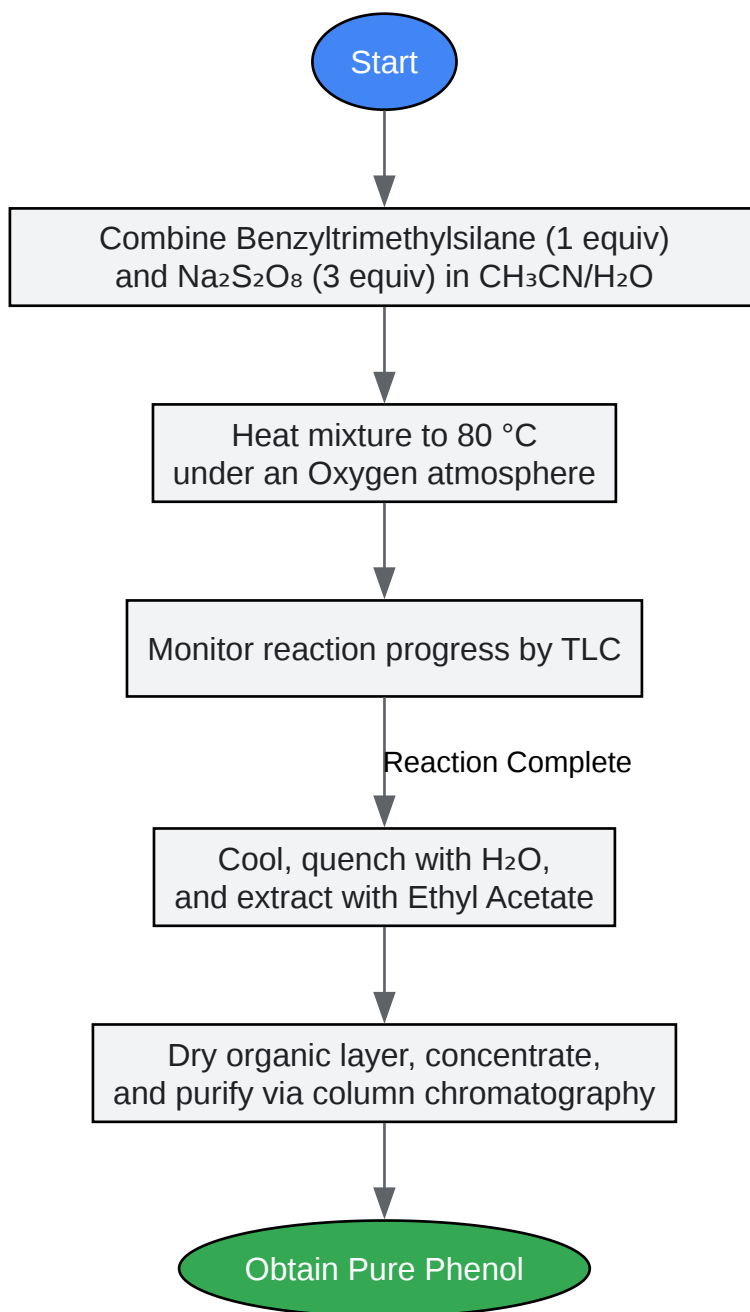 Start
Combine Benzyltrimethylsilane (1 equiv)
and Na₂S₂O₈ (3 equiv) in CH₃CN/H₂O
Heat mixture to 80 °C
under an Oxygen atmosphere
Monitor reaction progress by TLC
Reaction Complete
Cool, quench with H₂O,
and extract with Ethyl Acetate
Dry organic layer, concentrate,
and purify via column chromatography
Obtain Pure Phenol